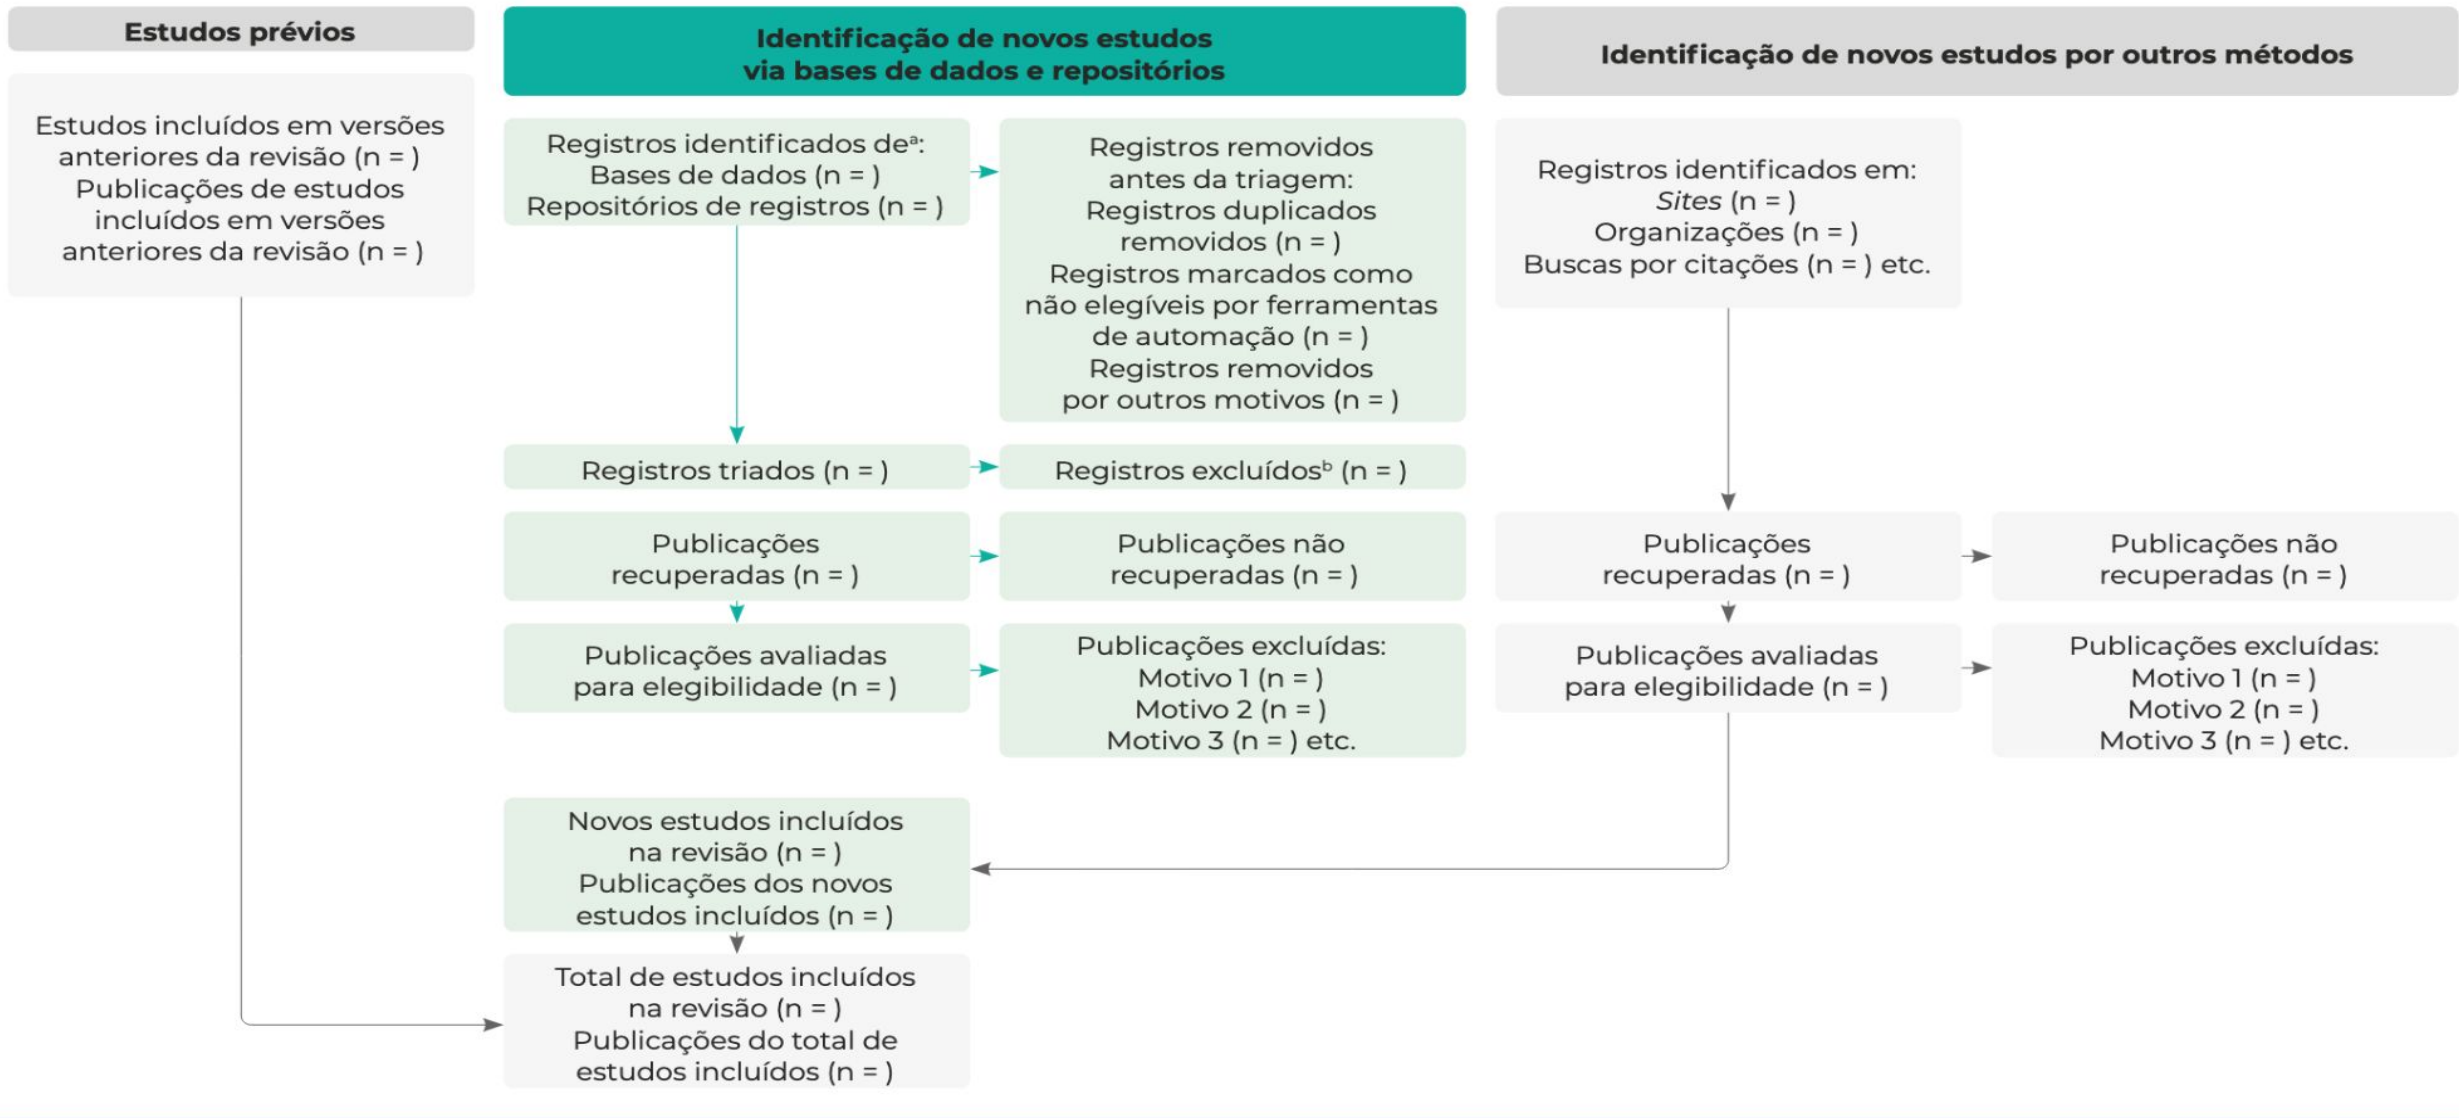 Estudos prévios
Estudos incluídos em versões
anteriores da revisão (n = )
Publicações de estudos
incluídos em versões
anteriores da revisão (n = )
Identificação de novos estudos
via bases de dados e repositórios
Registros identificados deᵃ:
Bases de dados (n = )
Repositórios de registros (n = )
Registros removidos
antes da triagem:
Registros duplicados
removidos (n = )
Registros marcados como
não elegíveis por ferramentas
de automação (n = )
Registros removidos
por outros motivos (n = )
Registros triados (n = )
Registros excluídosᵇ (n = )
Publicações
recuperadas (n = )
Publicações não
recuperadas (n = )
Publicações avaliadas
para elegibilidade (n = )
Publicações excluídas:
Motivo 1 (n = )
Motivo 2 (n = )
Motivo 3 (n = ) etc.
Novos estudos incluídos
na revisão (n = )
Publicações dos novos
estudos incluídos (n = )
Total de estudos incluídos
na revisão (n = )
Publicações do total de
estudos incluídos (n = )
Identificação de novos estudos por outros métodos
Registros identificados em:
Sites (n = )
Organizações (n = )
Buscas por citações (n = ) etc.
Publicações
recuperadas (n = )
Publicações não
recuperadas (n = )
Publicações avaliadas
para elegibilidade (n = )
Publicações excluídas:
Motivo 1 (n = )
Motivo 2 (n = )
Motivo 3 (n = ) etc.